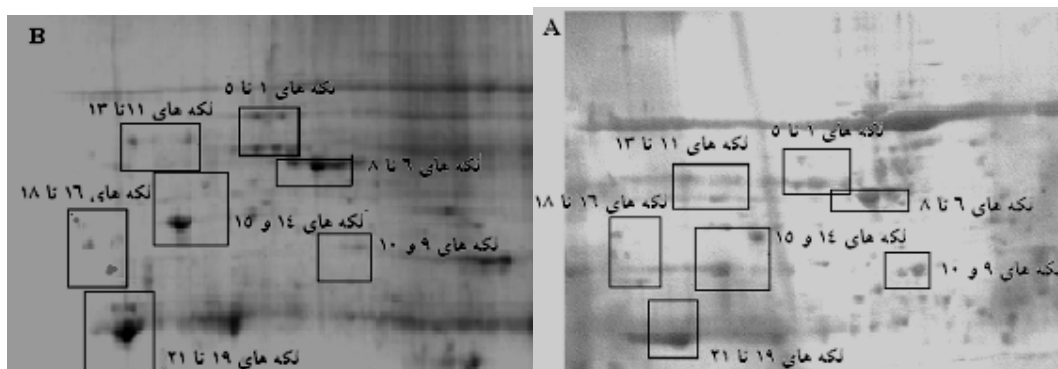 B
لکه های ۱ تا ۵
لکه های ۱۱تا ۱۳
لکه های ۶ تا ۸
لکه های ۱۶ تا ۱۸
لکه های ۱۴ و ۱۵
لکه های ۹ و ۱۰
لکه های ۱۹ تا ۲۱
A
لکه های ۱ تا ۵
لکه های ۱۱ تا ۱۳
لکه های ۱۶ تا ۱۸
لکه های ۶ تا ۸
لکه های ۱۴ و ۱۵
لکه های ۹ و ۱۰
لکه های ۱۹ تا ۲۱